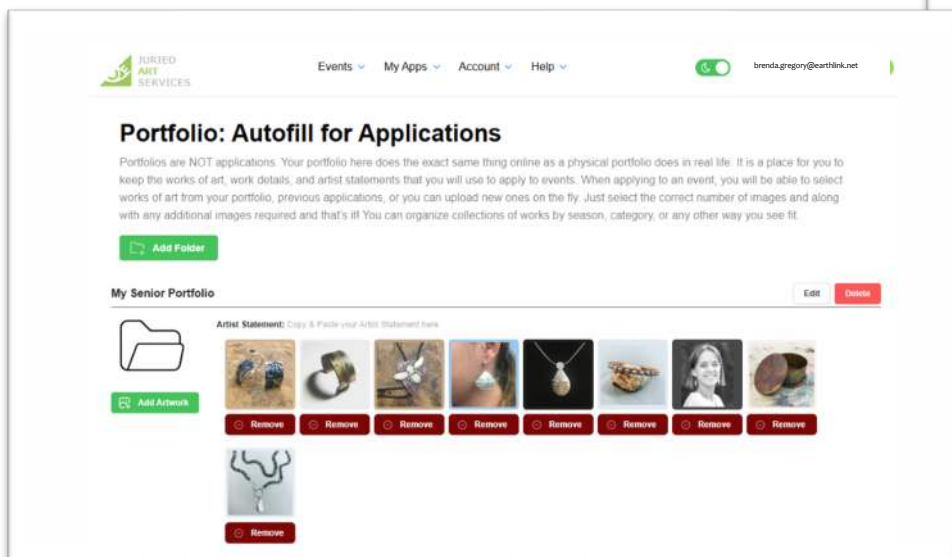 JURIED
ART
SERVICES
Events My Apps Account Help
brenda.gregory@earthlink.net
Portfolio: Autofill for Applications
Portfolios are NOT applications. Your portfolio here does the exact same thing online as a physical portfolio does in real life. It is a place for you to
keep the works of art, work details, and artist statements that you will use to apply to events. When applying to an event, you will be able to select
works of art from your portfolio, previous applications, or you can upload new ones on the fly. Just select the correct number of images and along
with any additional images required and that's it! You can organize collections of works by season, category, or any other way you see fit.
Add Folder
My Senior Portfolio
Edit Delete
Artist Statement: Copy & Paste your Artist Statement here
Add Artwork
Remove Remove Remove Remove Remove Remove Remove Remove
Remove